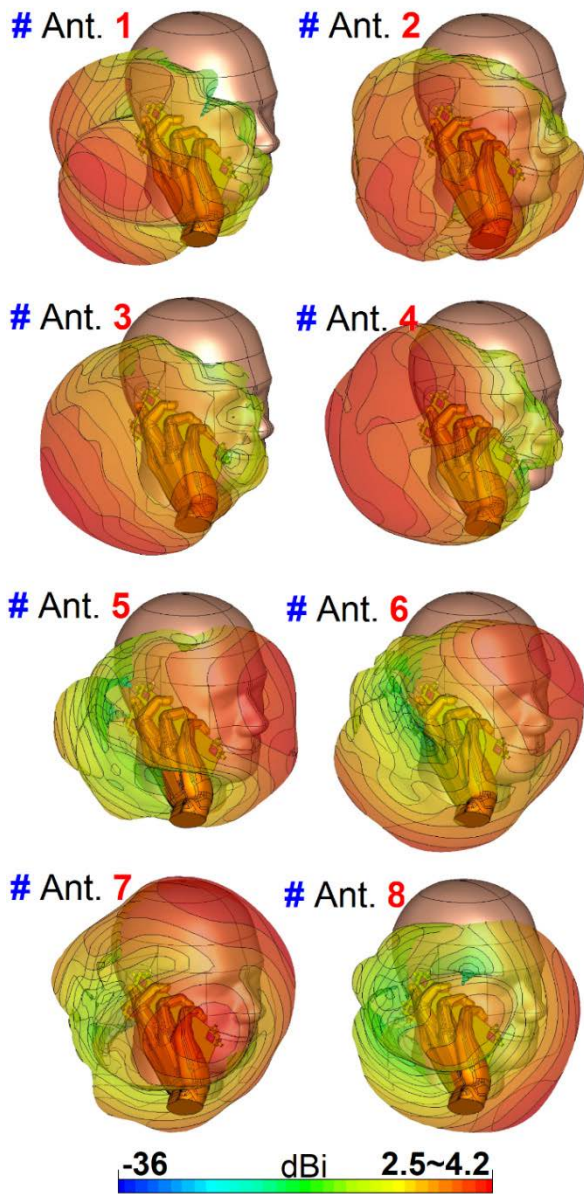 # Ant. 1 # Ant. 2
# Ant. 3 # Ant. 4
# Ant. 5 # Ant. 6
# Ant. 7 # Ant. 8
-36 dBi 2.5~4.2